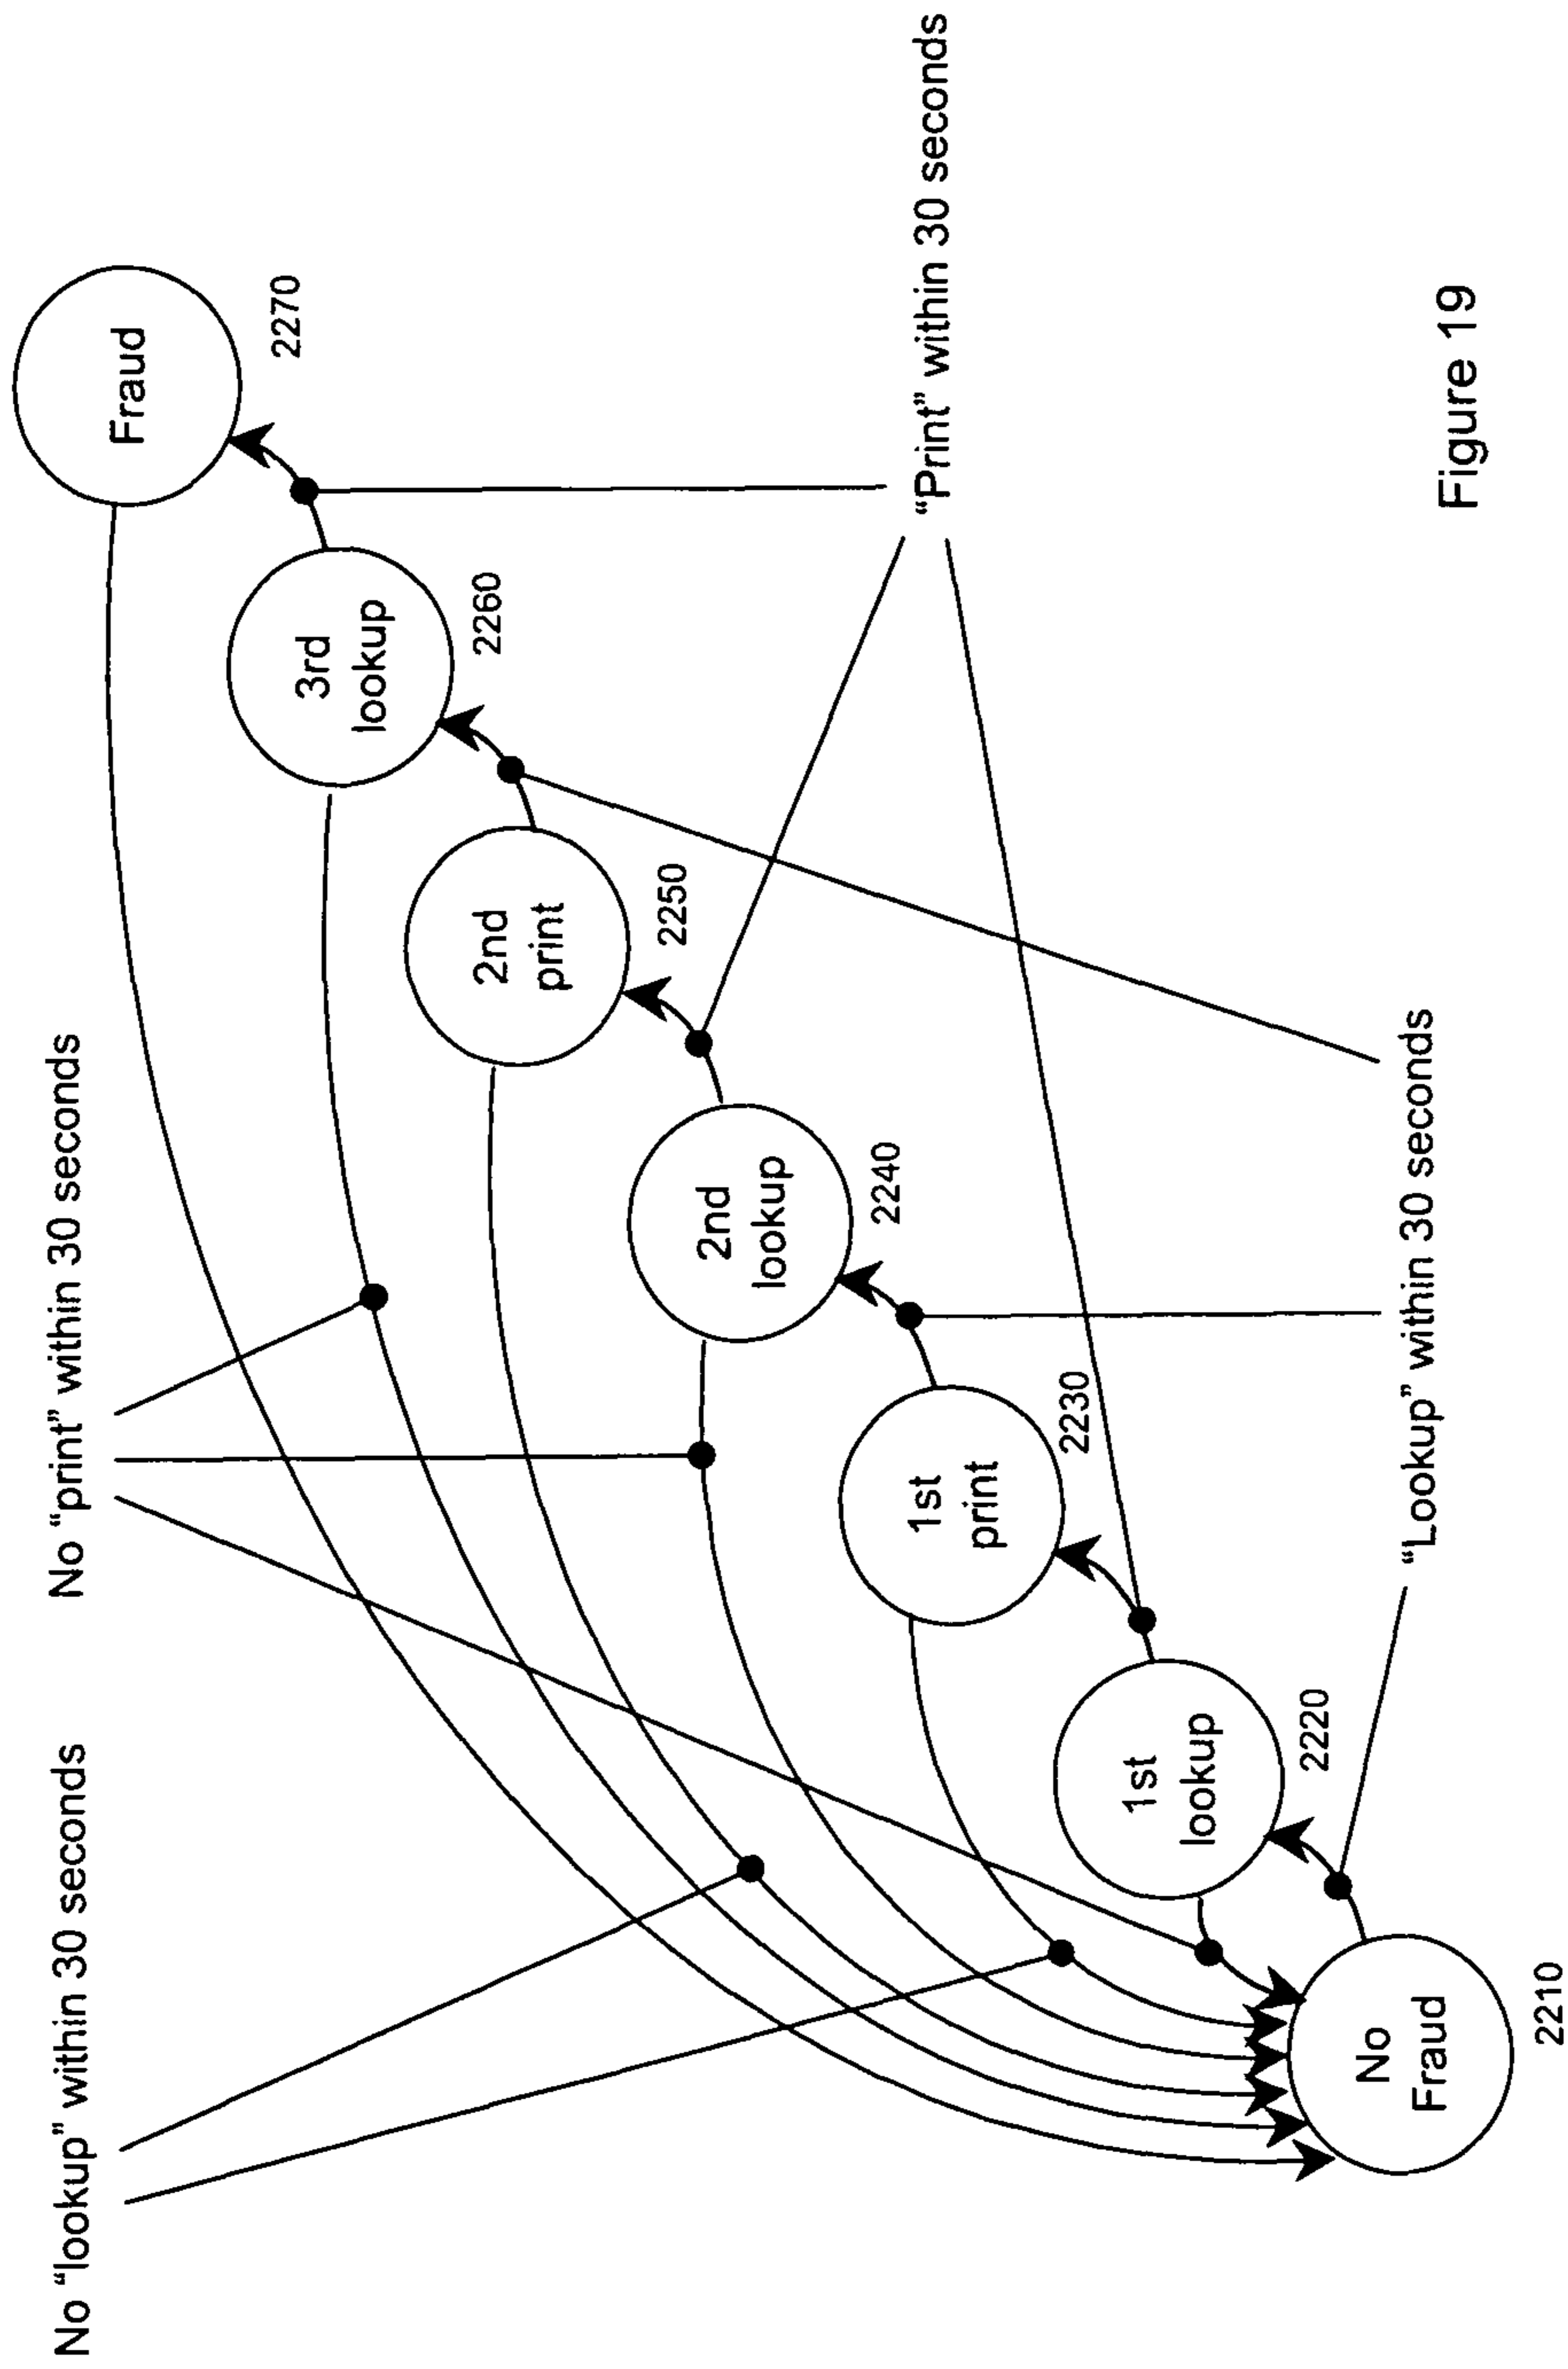 No “lookup” within 30 seconds
No “print” within 30 seconds
Fraud
2270
3rd
lookup
2260
2nd
print
2250
2nd
lookup
2240
1st
print
2230
1st
lookup
2220
No
Fraud
2210
“Print” within 30 seconds
“Lookup” within 30 seconds
Figure 19